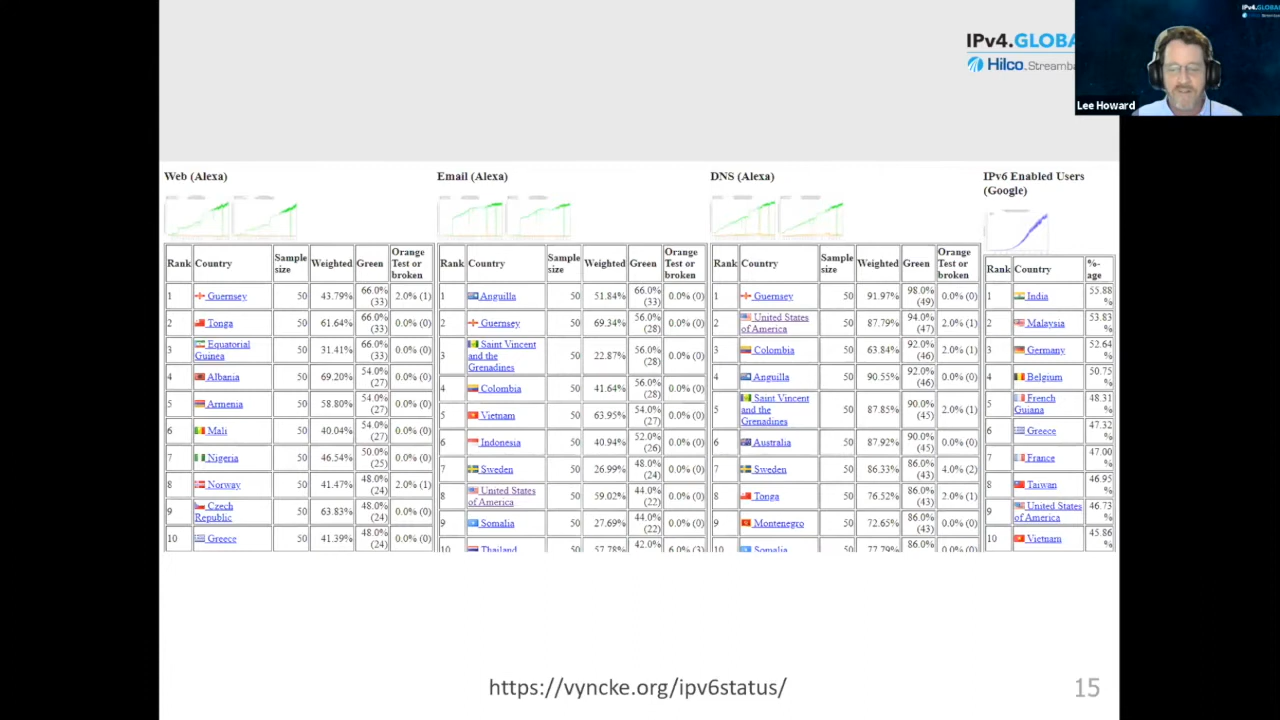 IPv4.GLOBA
Hilco Streamba
IPv4.GLOBA
Lee Howard
Web (Alexa)
Rank Country Sample size Weighted Green Orange Test or broken
1 Guernsey 50 43.79% 66.0% (33) 2.0% (1)
2 Tonga 50 61.64% 66.0% (33) 0.0% (0)
3 Equatorial Guinea 50 31.41% 66.0% (33) 0.0% (0)
4 Albania 50 69.20% 54.0% (27) 0.0% (0)
5 Armenia 50 58.80% 54.0% (27) 0.0% (0)
6 Mali 50 40.04% 54.0% (27) 0.0% (0)
7 Nigeria 50 46.54% 50.0% (25) 0.0% (0)
8 Norway 50 41.47% 48.0% (24) 2.0% (1)
9 Czech Republic 50 63.83% 48.0% (24) 0.0% (0)
10 Greece 50 41.39% 48.0% (24) 0.0% (0)
Email (Alexa)
Rank Country Sample size Weighted Green Orange Test or broken
1 Anguilla 50 51.84% 66.0% (33) 0.0% (0)
2 Guernsey 50 69.34% 56.0% (28) 0.0% (0)
3 Saint Vincent and the Grenadines 50 22.87% 56.0% (28) 0.0% (0)
4 Colombia 50 41.64% 56.0% (28) 0.0% (0)
5 Vietnam 50 63.95% 54.0% (27) 0.0% (0)
6 Indonesia 50 40.94% 52.0% (26) 0.0% (0)
7 Sweden 50 26.99% 48.0% (24) 0.0% (0)
8 United States of America 50 59.02% 44.0% (22) 0.0% (0)
9 Somalia 50 27.69% 44.0% (22) 0.0% (0)
10 Thailand 50 57.78% 42.0% 6.0% (3)
DNS (Alexa)
Rank Country Sample size Weighted Green Orange Test or broken
1 Guernsey 50 91.97% 98.0% (49) 0.0% (0)
2 United States of America 50 87.79% 94.0% (47) 2.0% (1)
3 Colombia 50 63.84% 92.0% (46) 2.0% (1)
4 Anguilla 50 90.55% 92.0% (46) 0.0% (0)
5 Saint Vincent and the Grenadines 50 87.85% 90.0% (45) 2.0% (1)
6 Australia 50 87.92% 90.0% (45) 0.0% (0)
7 Sweden 50 86.33% 86.0% (43) 4.0% (2)
8 Tonga 50 76.52% 86.0% (43) 2.0% (1)
9 Montenegro 50 72.65% 86.0% (43) 0.0% (0)
10 Somalia 50 77.79% 86.0% 0.0% (0)
IPv6 Enabled Users (Google)
Rank Country %-age
1 India 55.88 %
2 Malaysia 53.83 %
3 Germany 52.64 %
4 Belgium 50.75 %
5 French Guiana 48.31 %
6 Greece 47.32 %
7 France 47.00 %
8 Taiwan 46.95 %
9 United States of America 46.73 %
10 Vietnam 45.86 %
https://vyncke.org/ipv6status/
15